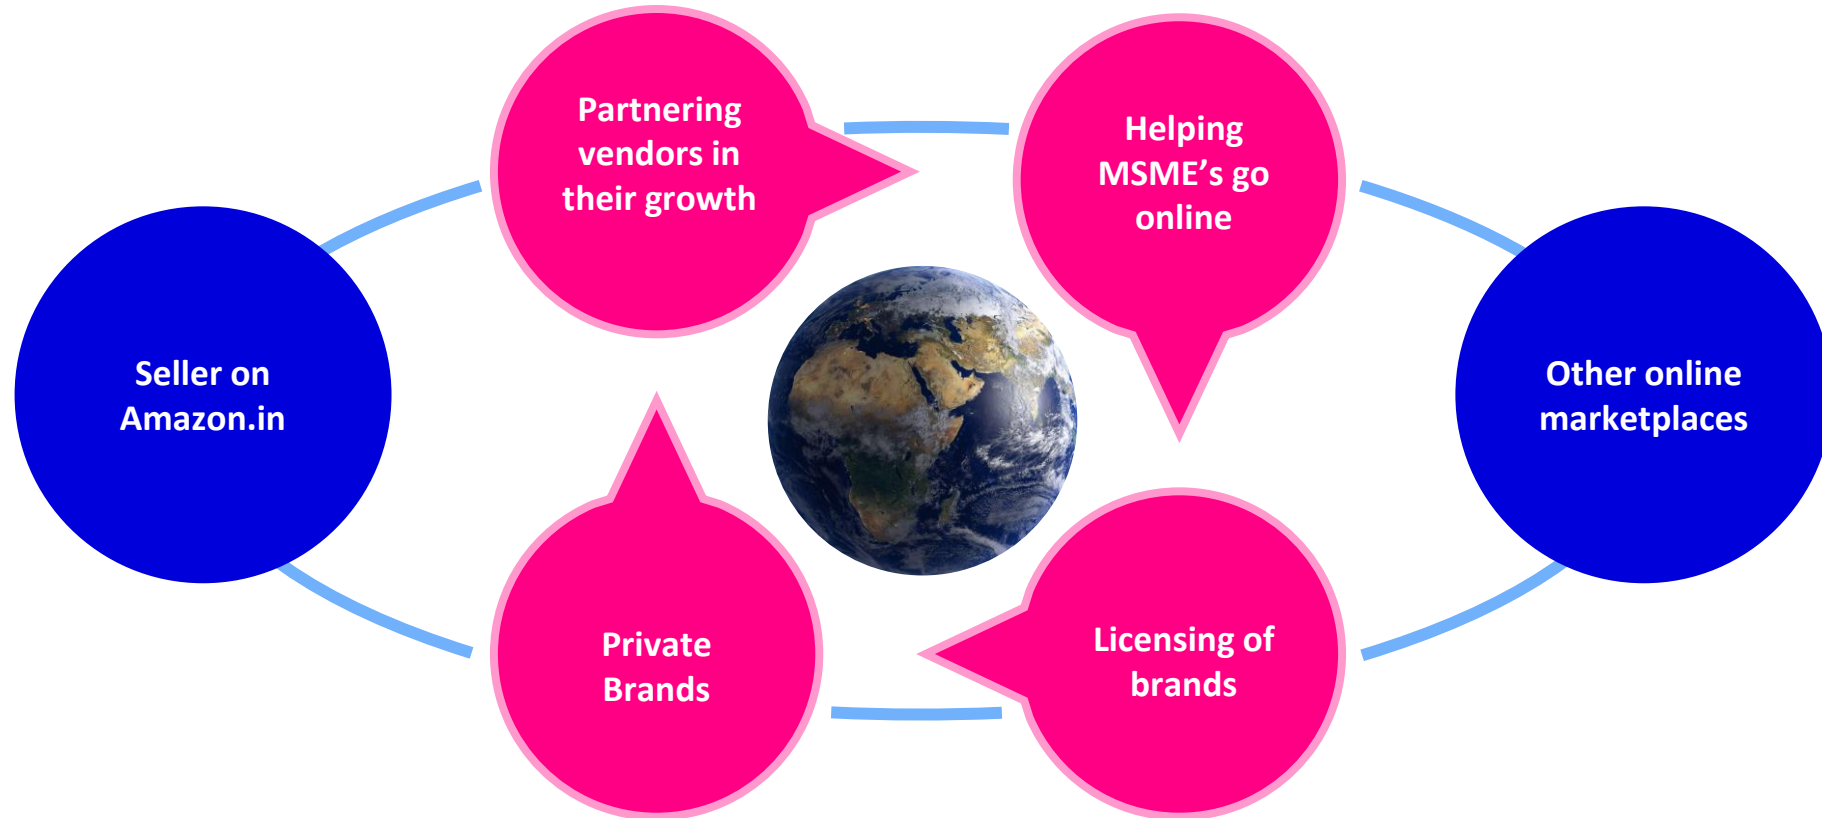 Partnering
vendors in
their growth
Helping
MSME’s go
online
Seller on
Amazon.in
Other online
marketplaces
Private
Brands
Licensing of
brands